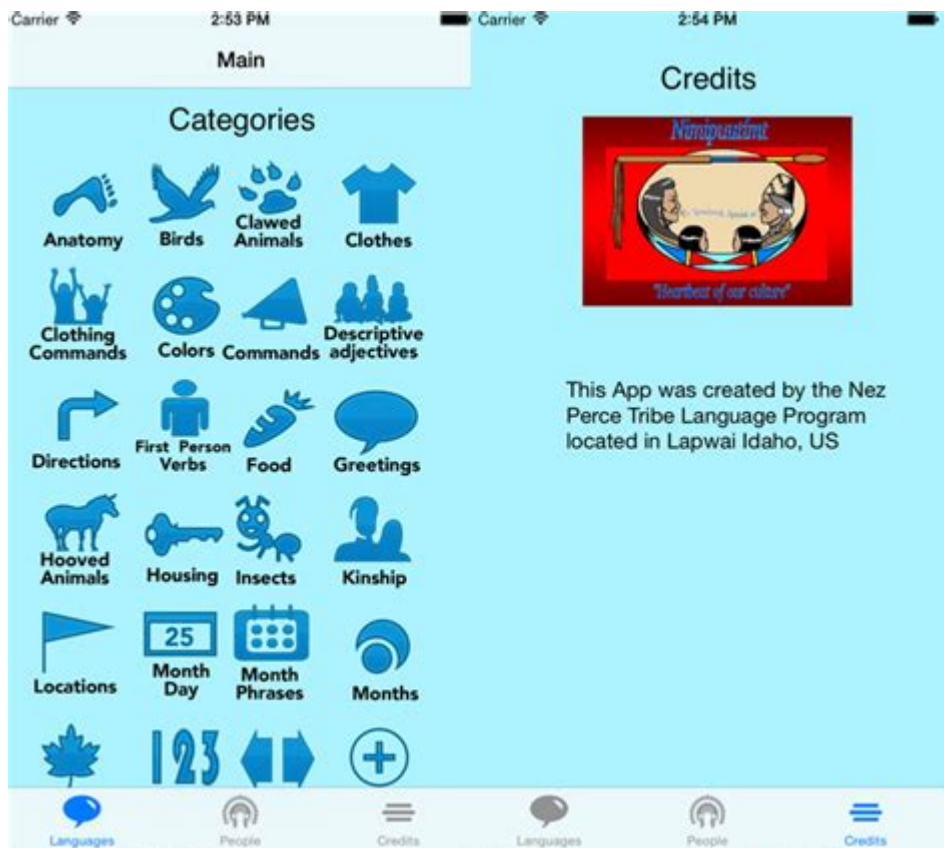 Carrier 2:53 PM
Main
Categories
Anatomy
Birds
Clawed
Animals
Clothes
Clothing
Commands
Colors
Commands
Descriptive
adjectives
Directions
First Person
Verbs
Food
Greetings
Hooved
Animals
Housing
Insects
Kinship
Locations
25
Month
Day
Month
Phrases
Months
123
Languages
People
Credits
Carrier 2:54 PM
Credits
"Heartbeat of our culture"
This App was created by the Nez
Perce Tribe Language Program
located in Lapwai Idaho, US
Languages
People
Credits